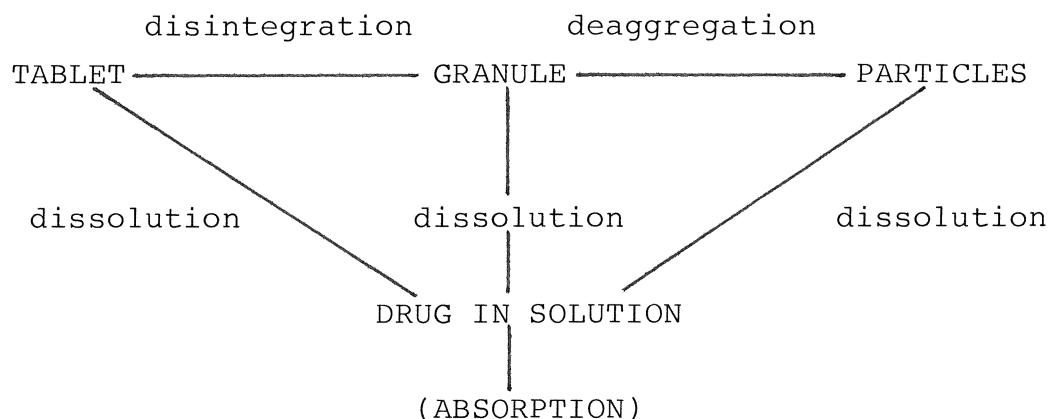 disintegration deaggregation
TABLET GRANULE PARTICLES
dissolution dissolution dissolution
DRUG IN SOLUTION
(ABSORPTION)